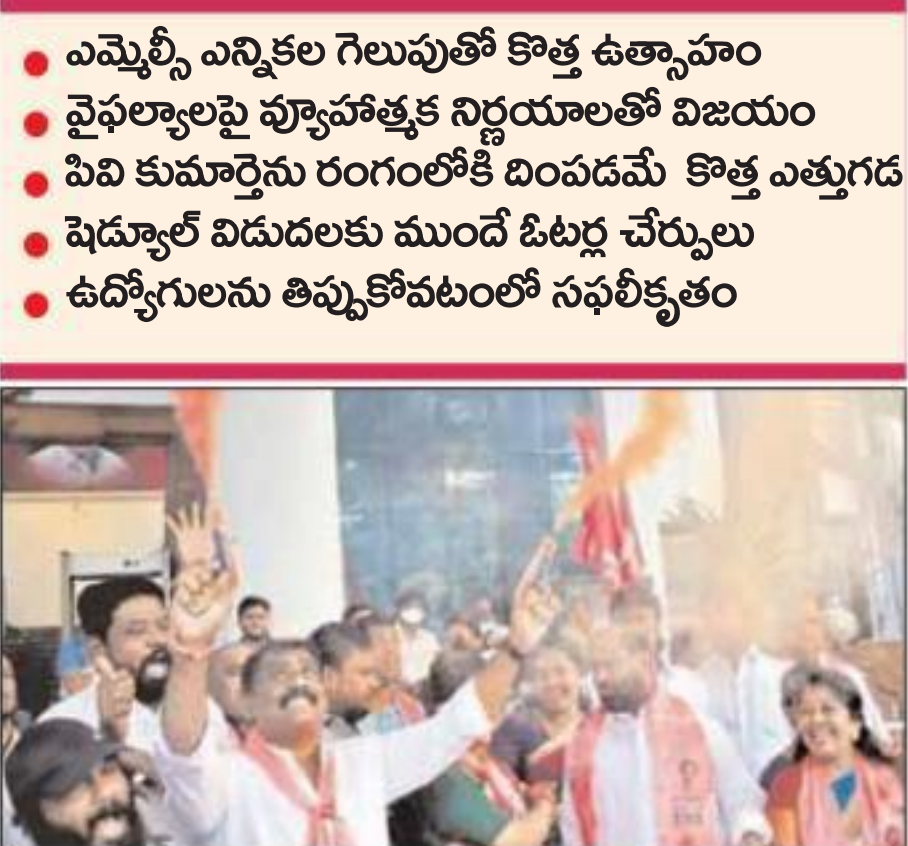 ఎమ్మెల్సీ ఎన్నికల గెలుపుతో కొత్త ఉత్సాహం
వైఫల్యాలపై వ్యూహాత్మక నిర్ణయాలతో విజయం
పివి కుమార్తెను రంగంలోకి దింపడమే కొత్త ఎత్తుగడ
షెడ్యూల్ విడుదలకు ముందే ఓటర్ల చేర్పులు
ఉద్యోగులను తిప్పుకోవటంలో సఫలీకృతం